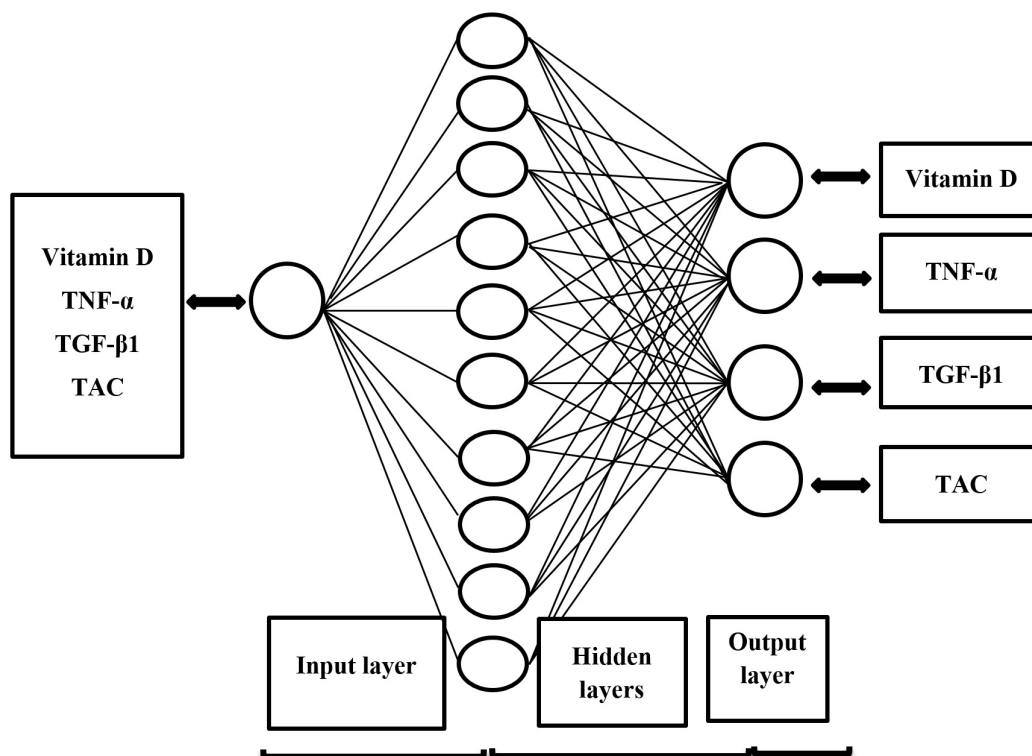 Vitamin D
TNF-α
TGF-β1
TAC
Vitamin D
TNF-α
TGF-β1
TAC
Input layer
Hidden
layers
Output
layer